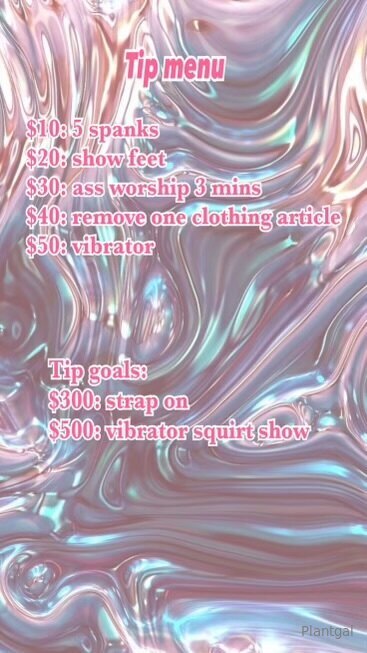 Tip menu
$10: 5 spanks
$20: show feet
$30: ass worship 3 mins
$40: remove one clothing article
$50: vibrator
Tip goals:
$300: strap on
$500: vibrator squirt show
Plantgal